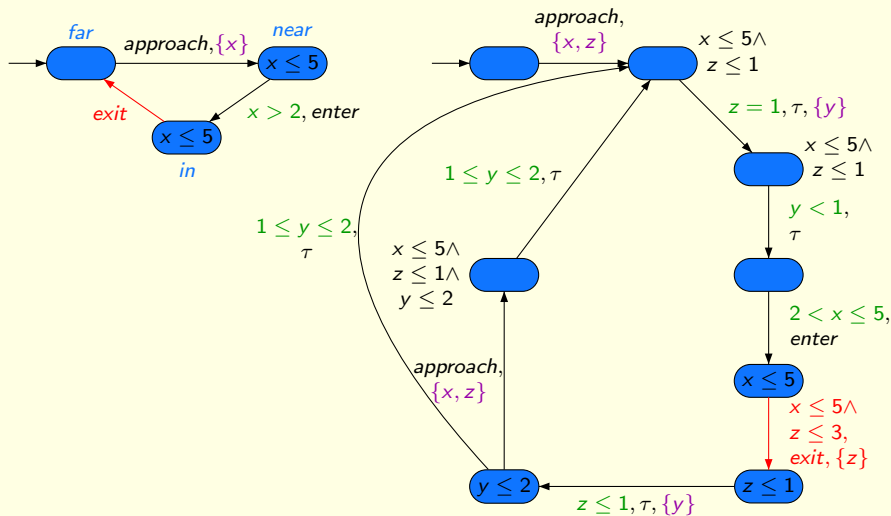 far
near
approach, {x}
x ≤ 5
x > 2, enter
exit
x ≤ 5
in
approach,
{x, z}
x ≤ 5∧
z ≤ 1
z = 1, τ, {y}
x ≤ 5∧
z ≤ 1
1 ≤ y ≤ 2, τ
y < 1,
τ
1 ≤ y ≤ 2,
τ
x ≤ 5∧
z ≤ 1∧
y ≤ 2
2 < x ≤ 5,
enter
approach,
{x, z}
x ≤ 5
x ≤ 5∧
z ≤ 3,
exit, {z}
y ≤ 2
z ≤ 1
z ≤ 1, τ, {y}